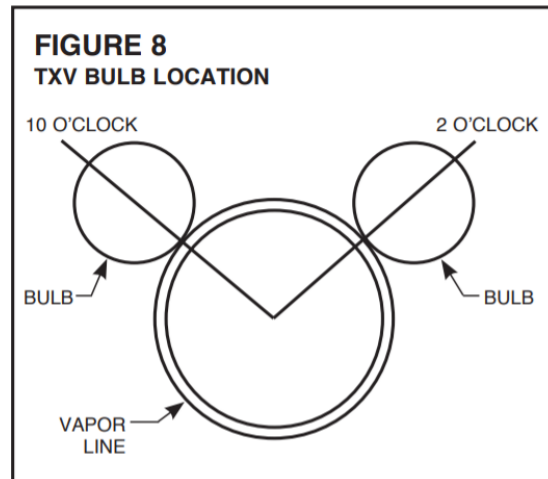 FIGURE 8
TXV BULB LOCATION
10 O'CLOCK
2 O'CLOCK
BULB
BULB
VAPOR
LINE